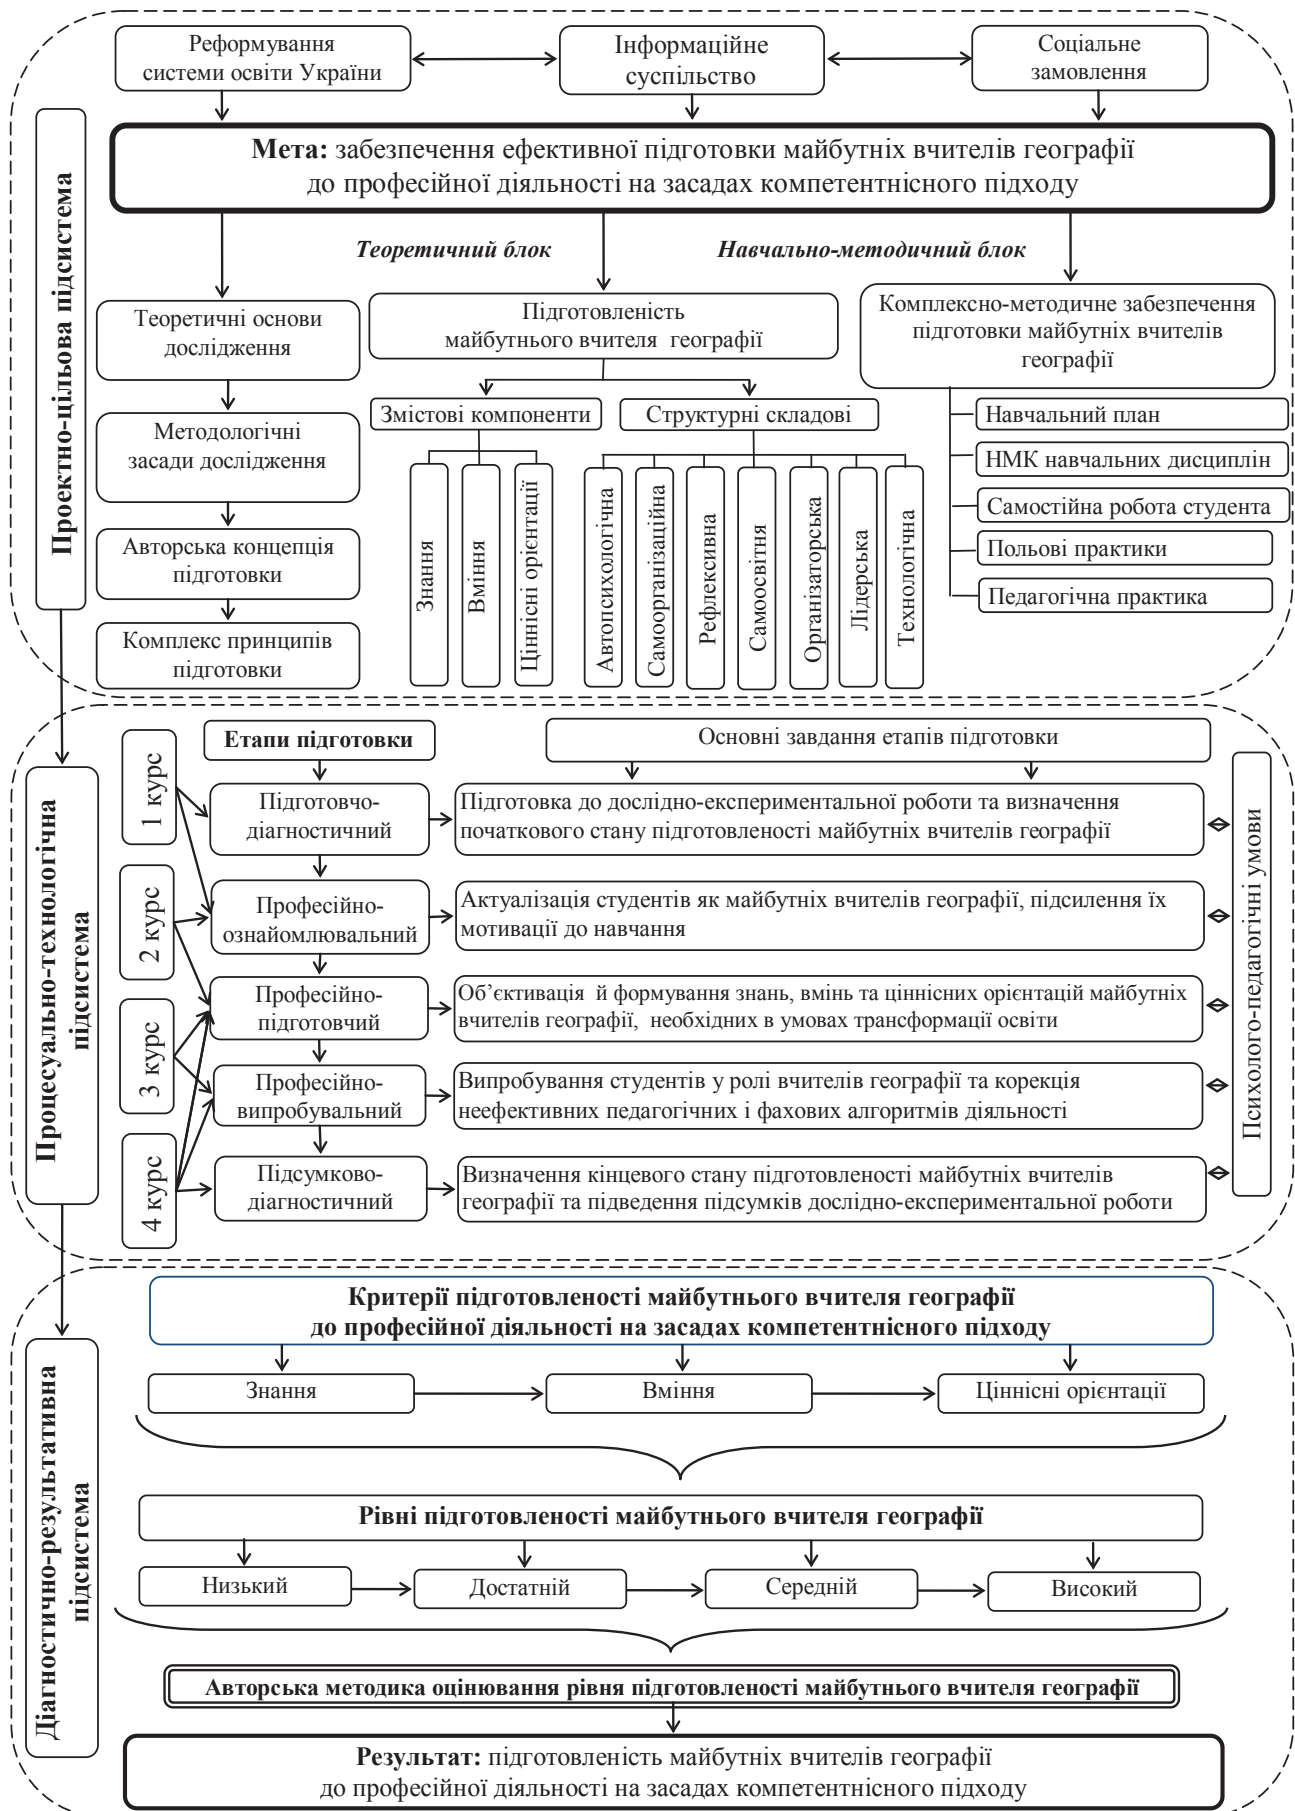 Реформування
системи освіти України
Інформаційне
суспільство
Соціальне
замовлення
Проектно-цільова підсистема
Мета: забезпечення ефективної підготовки майбутніх вчителів географії
до професійної діяльності на засадах компетентнісного підходу
Теоретичний блок
Навчально-методичний блок
Теоретичні основи
дослідження
Методологічні
засади дослідження
Авторська концепція
підготовки
Комплекс принципів
підготовки
Підготовленість
майбутнього вчителя географії
Змістові компоненти
Знання
Вміння
Ціннісні орієнтації
Структурні складові
Автопсихологічна
Самоорганізаційна
Рефлексивна
Самоосвітня
Організаторська
Лідерська
Технологічна
Комплексно-методичне забезпечення
підготовки майбутніх вчителів
географії
Навчальний план
НМК навчальних дисциплін
Самостійна робота студента
Польові практики
Педагогічна практика
Процесуально-технологічна
підсистема
1 курс
2 курс
3 курс
4 курс
Етапи підготовки
Основні завдання етапів підготовки
Підготовчо-
діагностичний
Підготовка до дослідно-експериментальної роботи та визначення
початкового стану підготовленості майбутніх вчителів географії
Професійно-
ознайомлювальний
Актуалізація студентів як майбутніх вчителів географії, підсилення їх
мотивації до навчання
Професійно-
підготовчий
Об’єктивація й формування знань, вмінь та ціннісних орієнтацій майбутніх
вчителів географії, необхідних в умовах трансформації освіти
Професійно-
випробувальний
Випробування студентів у ролі вчителів географії та корекція
неефективних педагогічних і фахових алгоритмів діяльності
Підсумково-
діагностичний
Визначення кінцевого стану підготовленості майбутніх вчителів
географії та підведення підсумків дослідно-експериментальної роботи
Психолого-педагогічні умови
Діагностично-результативна
підсистема
Критерії підготовленості майбутнього вчителя географії
до професійної діяльності на засадах компетентнісного підходу
Знання
Вміння
Ціннісні орієнтації
Рівні підготовленості майбутнього вчителя географії
Низький
Достатній
Середній
Високий
Авторська методика оцінювання рівня підготовленості майбутнього вчителя географії
Результат: підготовленість майбутніх вчителів географії
до професійної діяльності на засадах компетентнісного підходу